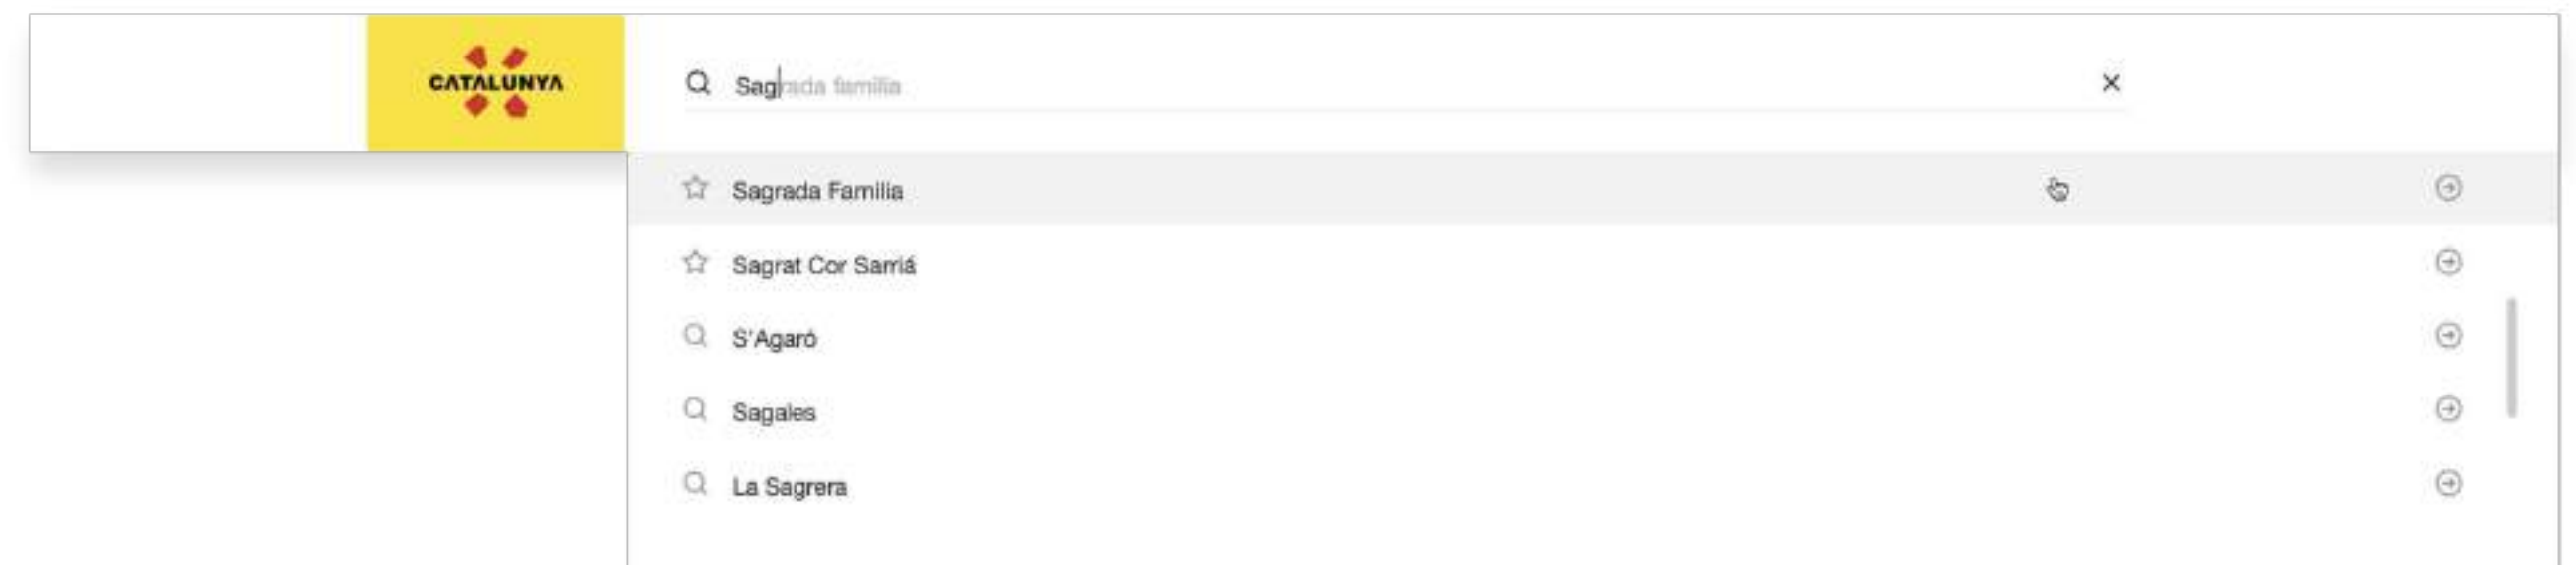 CATALUNYA
Sagrada familia
Sagrada Familia
Sagrat Cor Sarriá
S'Agaró
Sagales
La Sagrera